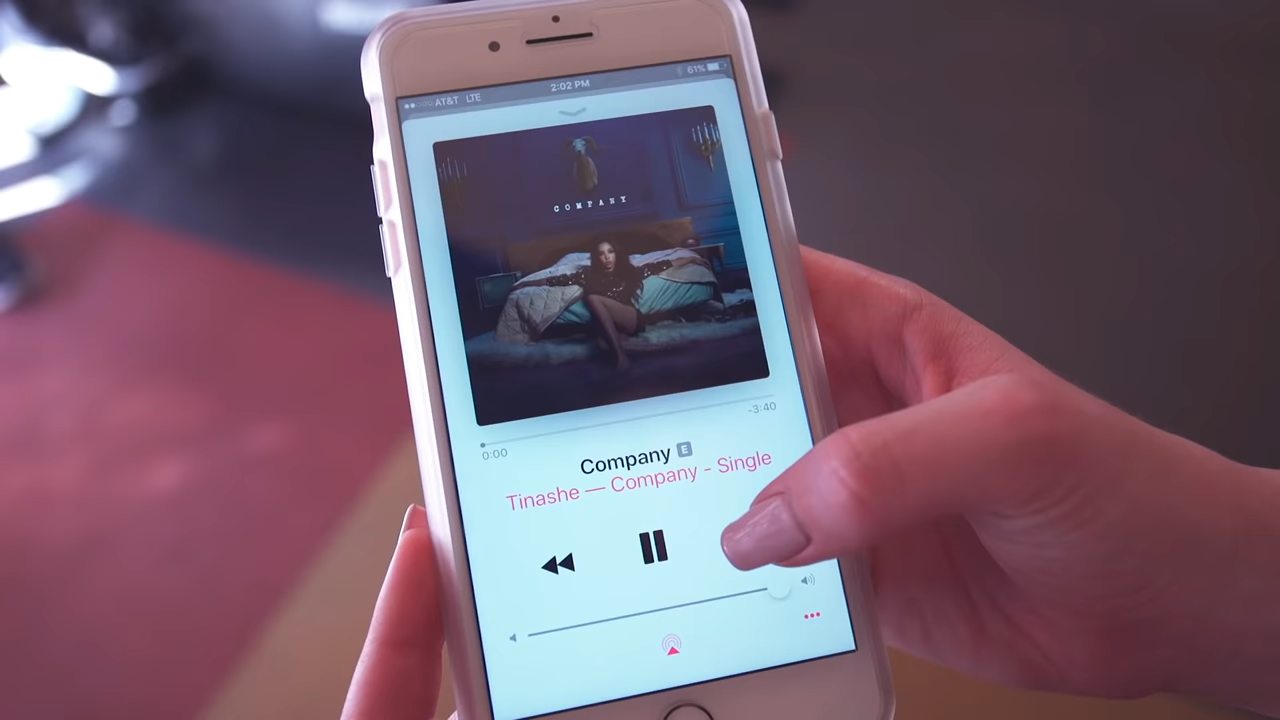 AT&T LTE 2:02 PM 61%
COMPANY
0:00 -3:40
Company E
Tinashe — Company - Single